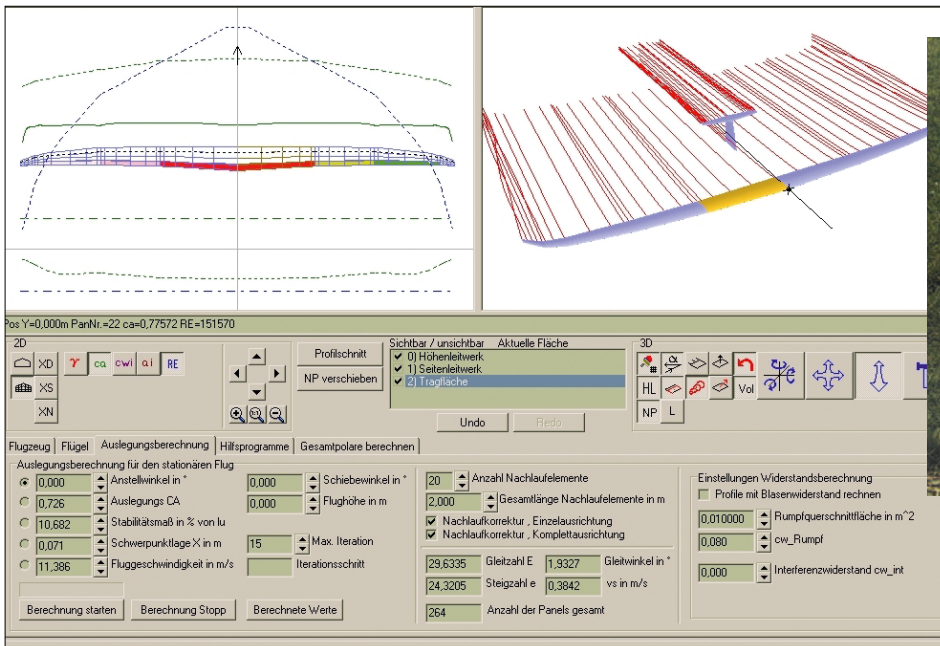 Pos Y=0,000m PanNr.=22 ca=0,77572 RE=151570
2D
XD
XS
XN
γ
ca
cwi
αi
RE
Profilschnitt
NP verschieben
Sichtbar / unsichtbar Aktuelle Fläche
0) Höhenleitwerk
1) Seitenleitwerk
2) Tragfläche
Undo
Redo
3D
HL
Vol
NP
L
Flugzeug Flügel Auslegungsberechnung Hilfsprogramme Gesamtpolare berechnen
Auslegungsberechnung für den stationären Flug
0,000 Anstellwinkel in °
0,726 Auslegungs CA
10,682 Stabilitätsmaß in % von lu
0,071 Schwerpunktlage X in m
11,386 Fluggeschwindigkeit in m/s
0,000 Schiebewinkel in °
0,000 Flughöhe in m
15 Max. Iteration
Iterationsschritt
Berechnung starten
Berechnung Stopp
Berechnete Werte
20 Anzahl Nachlaufelemente
2,000 Gesamtlänge Nachlaufelemente in m
Nachlaufkorrektur , Einzelausrichtung
Nachlaufkorrektur , Komplettausrichtung
29,6335 Gleitzahl E 1,9327 Gleitwinkel in °
24,3205 Steigzahl e 0,3842 vs in m/s
264 Anzahl der Panels gesamt
Einstellungen Widerstandsberechnung
Profile mit Blasenwiderstand rechnen
0,010000 Rumpfquerschnittfläche in m^2
0,080 cw_Rumpf
0,000 Interferenzwiderstand cw_int